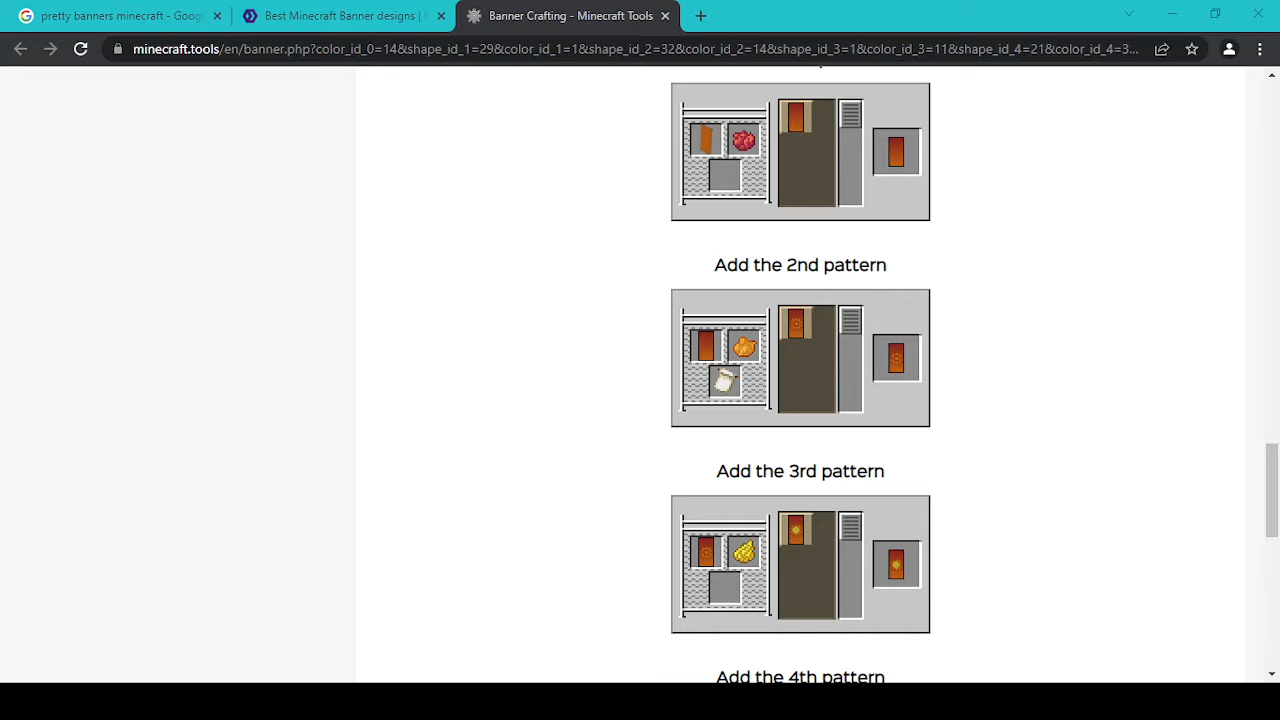 pretty banners minecraft - Goog
Best Minecraft Banner designs |
Banner Crafting - Minecraft Tools
minecraft.tools/en/banner.php?color_id_0=14&shape_id_1=29&color_id_1=1&shape_id_2=32&color_id_2=14&shape_id_3=1&color_id_3=11&shape_id_4=21&color_id_4=3...
Add the 2nd pattern
Add the 3rd pattern
Add the 4th pattern